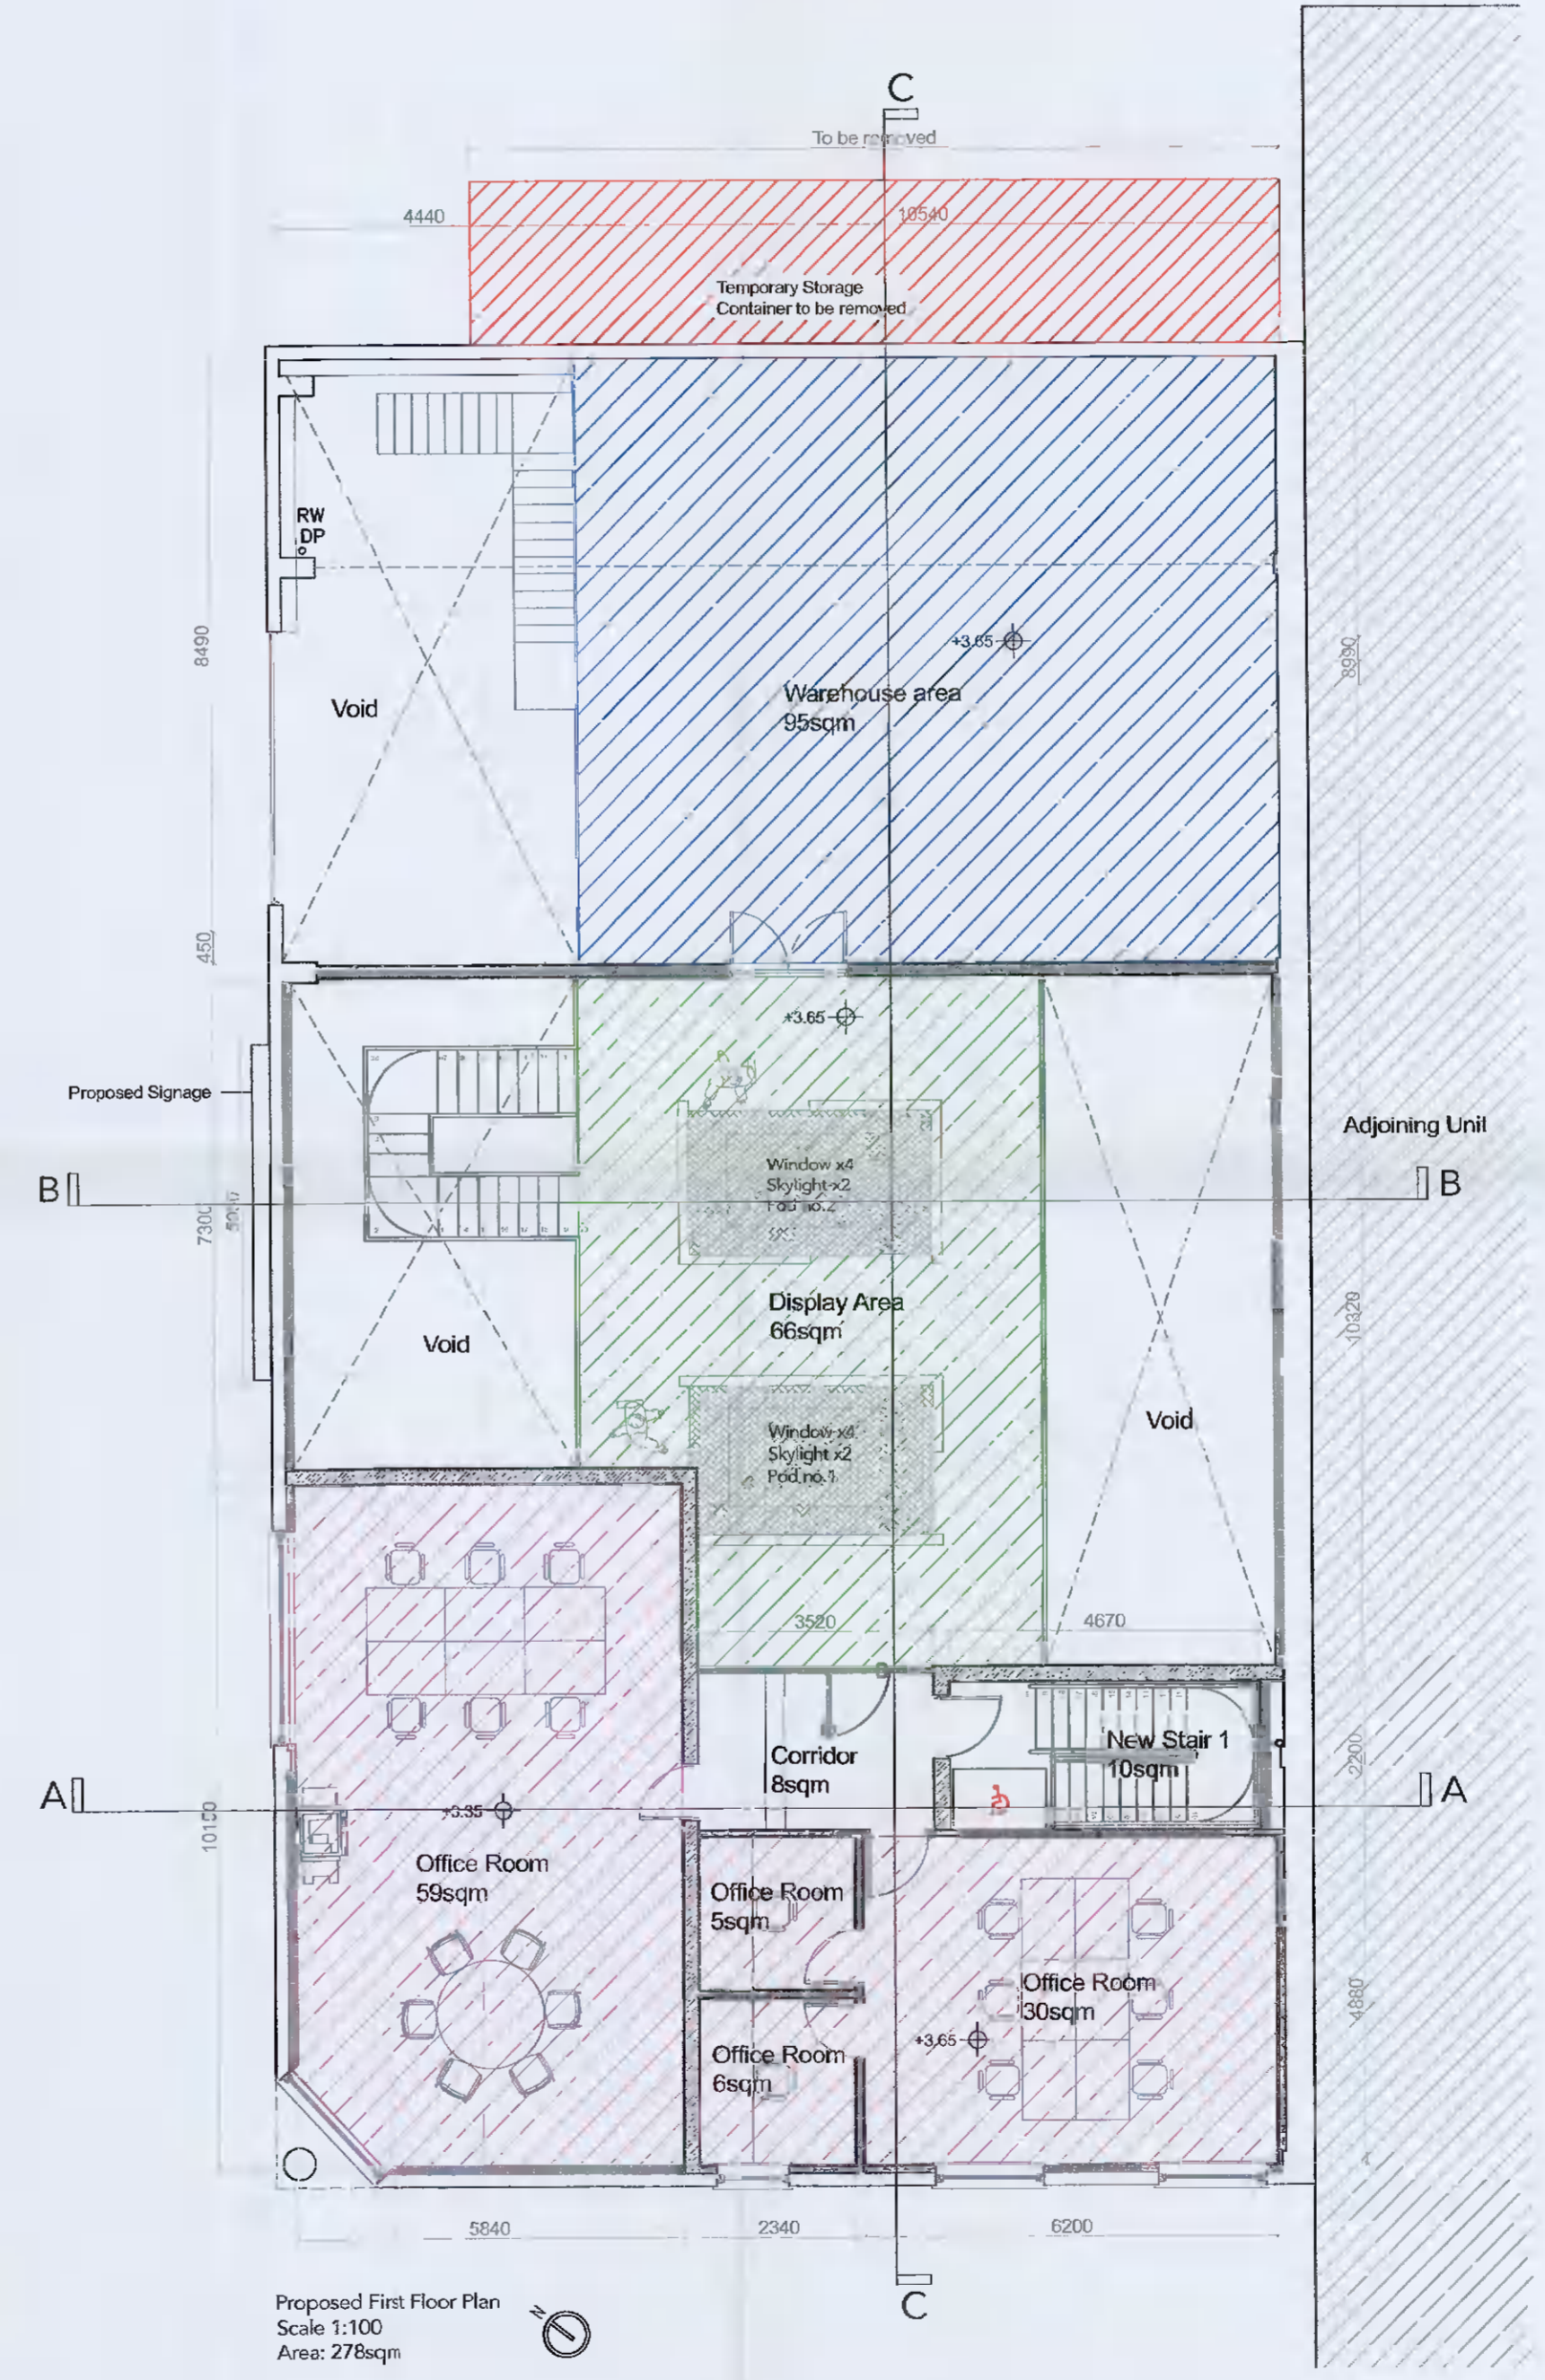 C
To be removed
4440
10540
Temporary Storage
Container to be removed
RW
DP
8490
8990
+3.65
Void
Warehouse area
95sqm
450
+3.65
Proposed Signage
Adjoining Unit
Window x4
Skylight x2
Pod no.2
B
B
7300
Display Area
66sqm
10320
Void
Void
Window x4
Skylight x2
Pod no.1
3520
4670
New Stair 1
10sqm
2200
Corridor
8sqm
A
A
10150
+3.35
Office Room
59sqm
Office Room
5sqm
Office Room
30sqm
4880
+3.65
Office Room
6sqm
5840
2340
6200
C
Proposed First Floor Plan
Scale 1:100
Area: 278sqm
N